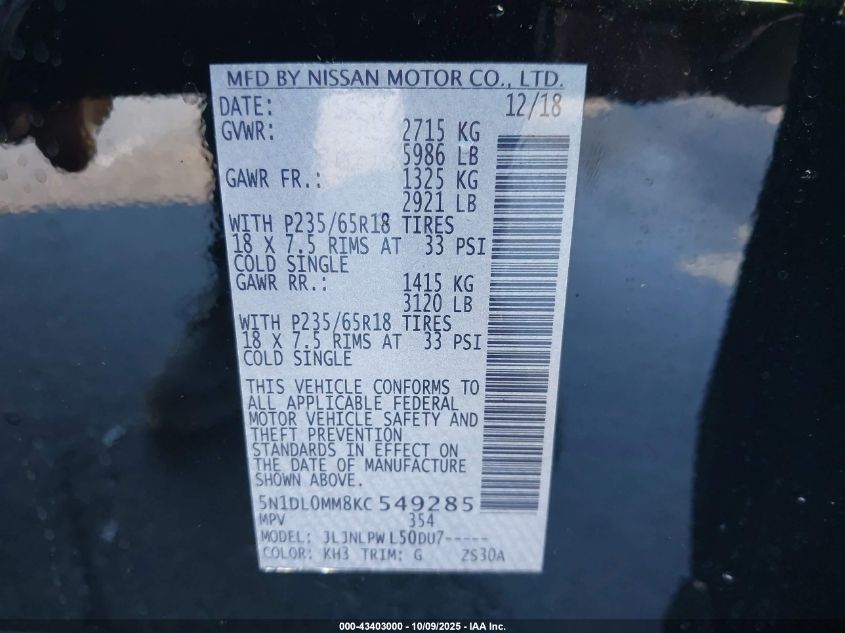 MFD BY NISSAN MOTOR CO., LTD.
DATE: 12/18
GVWR: 2715 KG
5986 LB
GAWR FR.: 1325 KG
2921 LB
WITH P235/65R18 TIRES
18 X 7.5 RIMS AT 33 PSI
COLD SINGLE
GAWR RR.: 1415 KG
3120 LB
WITH P235/65R18 TIRES
18 X 7.5 RIMS AT 33 PSI
COLD SINGLE
THIS VEHICLE CONFORMS TO
ALL APPLICABLE FEDERAL
MOTOR VEHICLE SAFETY AND
THEFT PREVENTION
STANDARDS IN EFFECT ON
THE DATE OF MANUFACTURE
SHOWN ABOVE.
5N1DL0MM8KC549285
MPV 354
MODEL: JLJNLPW L50DU7-----
COLOR: KH3 TRIM: G ZS30A
000-43403000 - 10/09/2025 - IAA Inc.